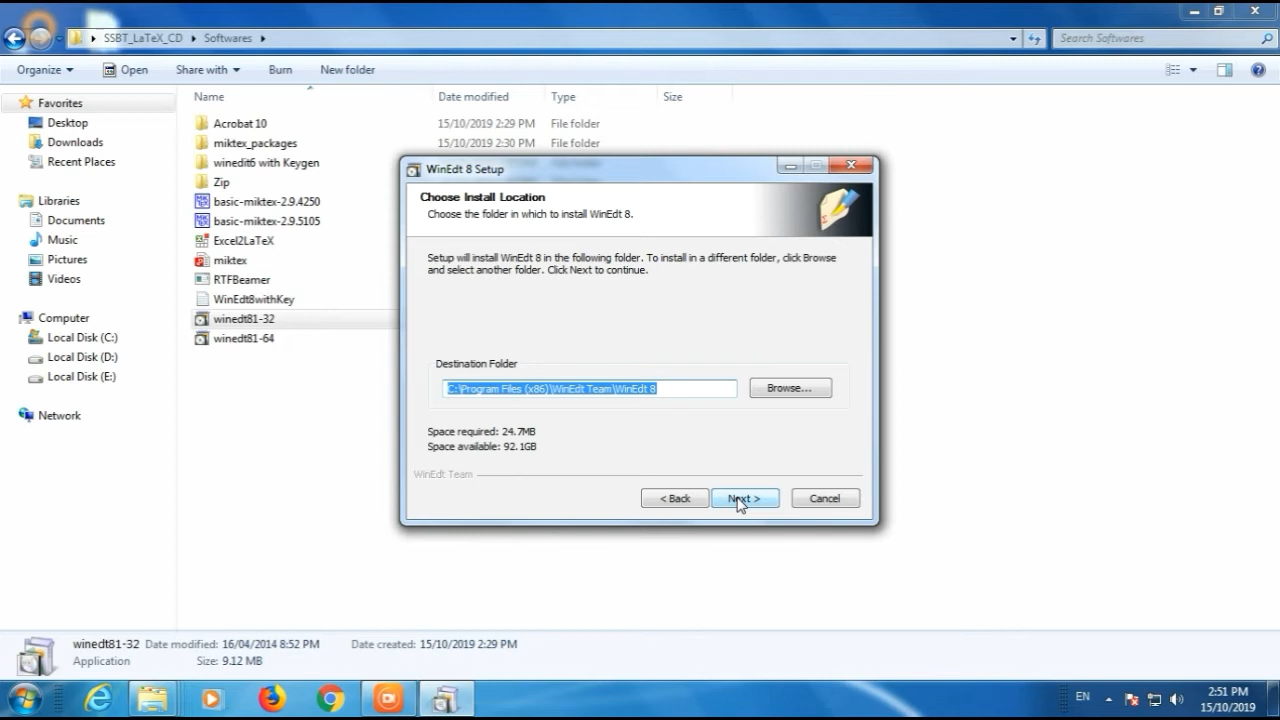 SSBT_LaTeX_CD Softwares
Search Softwares
Organize Open Share with Burn New folder
Name Date modified Type Size
Favorites
Desktop
Downloads
Recent Places
Libraries
Documents
Music
Pictures
Videos
Computer
Local Disk (C:)
Local Disk (D:)
Local Disk (E:)
Network
Acrobat 10 15/10/2019 2:29 PM File folder
miktex_packages 15/10/2019 2:30 PM File folder
winedit6 with Keygen
Zip
basic-miktex-2.9.4250
basic-miktex-2.9.5105
Excel2LaTeX
miktex
RTFBeamer
WinEdt8withKey
winedt81-32
winedt81-64
WinEdt 8 Setup
Choose Install Location
Choose the folder in which to install WinEdt 8.
Setup will install WinEdt 8 in the following folder. To install in a different folder, click Browse
and select another folder. Click Next to continue.
Destination Folder
C:\Program Files (x86)\WinEdt Team\WinEdt 8
Browse...
Space required: 24.7MB
Space available: 92.1GB
WinEdt Team
< Back Next > Cancel
winedt81-32 Date modified: 16/04/2014 8:52 PM Date created: 15/10/2019 2:29 PM
Application Size: 9.12 MB
EN
2:51 PM
15/10/2019